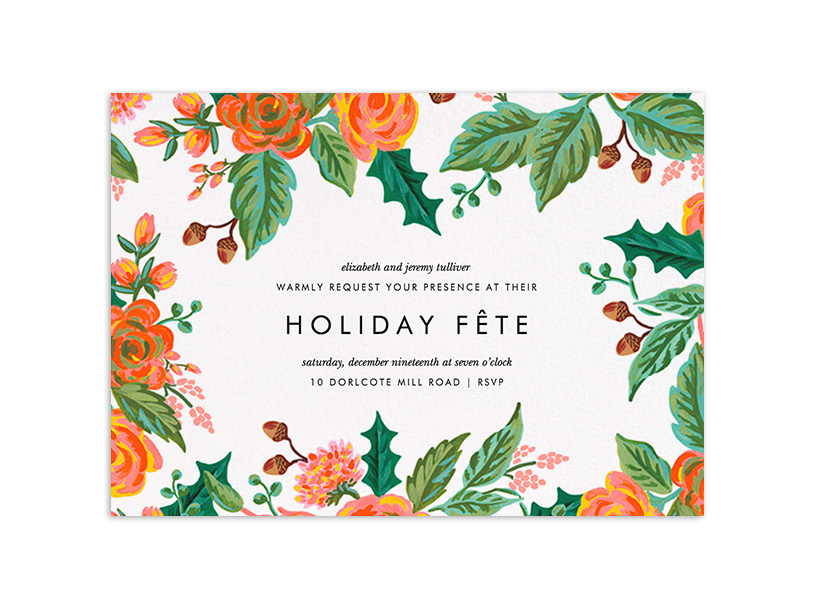 elizabeth and jeremy tulliver
WARMLY REQUEST YOUR PRESENCE AT THEIR
HOLIDAY FÊTE
saturday, december nineteenth at seven o'clock
10 DORLCOTE MILL ROAD | RSVP